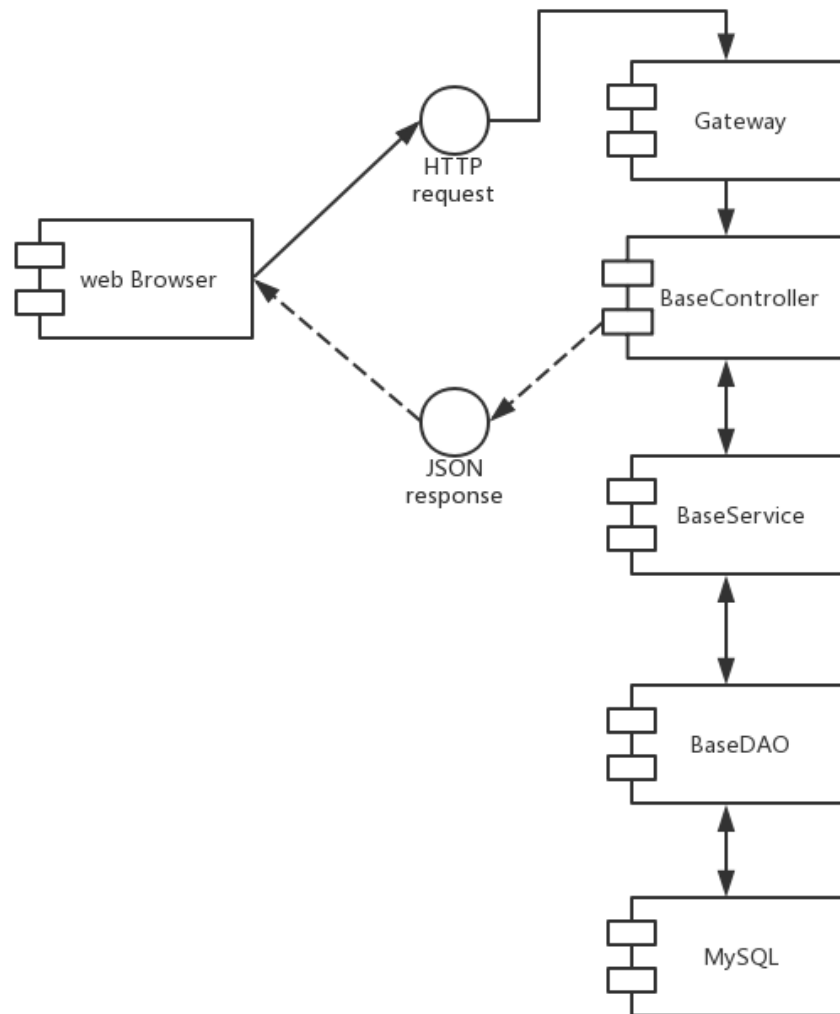 Gateway
HTTP
request
web Browser
BaseController
JSON
response
BaseService
BaseDAO
MySQL